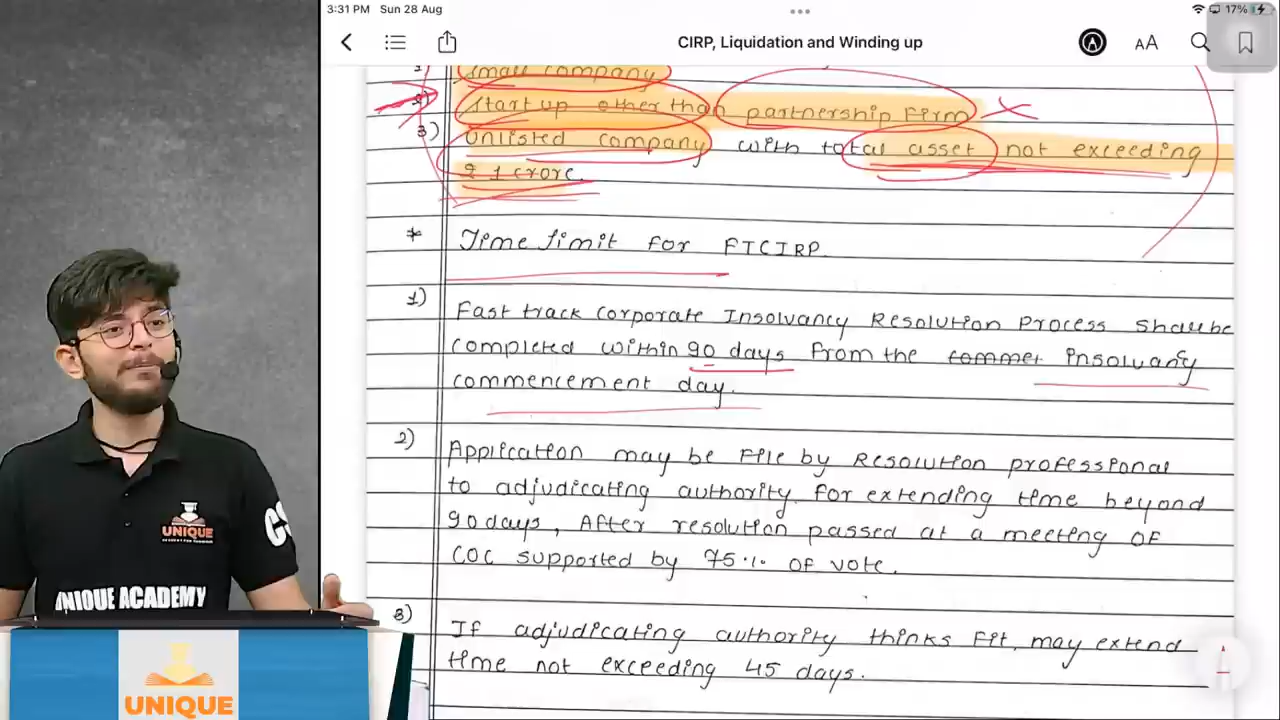 3:31 PM Sun 28 Aug
17%
CIRP, Liquidation and Winding up
AA
1) Small company
2) Start up other than partnership Firm
3) Unlisted company with total asset not exceeding
₹ 1 crore.
* Time limit for FTCIRP.
1) Fast track corporate Insolvancy Resolution Process shall be
completed within 90 days from the commer insolvany
commencement day.
2) Application may be File by Resolution professional
to adjudicating authority for extending time beyond
90 days, After resolution passed at a meeting OF
COC supported by 75% OF vote.
3) If adjudicating authority thinks Fit, may extend
time not exceeding 45 days.
UNIQUE
CS
UNIQUE ACADEMY
UNIQUE